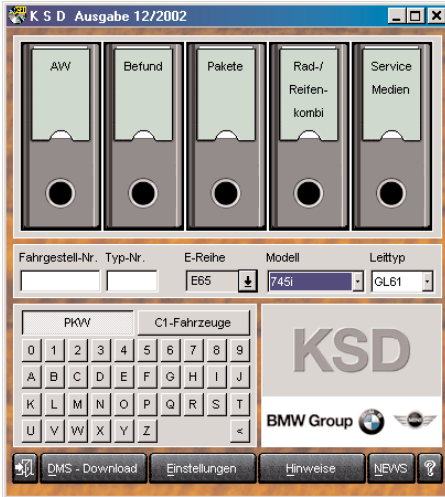 K S D Ausgabe 12/2002
AW Befund Pakete Rad-/ Service
Reifen- Medien
kombi
Fahrgestell-Nr. Typ-Nr. E-Reihe Modell Leittyp
E65 745i GL61
PKW C1-Fahrzeuge
0 1 2 3 4 5 6 7 8 9
A B C D E F G H I J
K L M N O P Q R S T
U V W X Y Z <
KSD
BMW Group
MINI
DMS - Download Einstellungen Hinweise NEWS ?